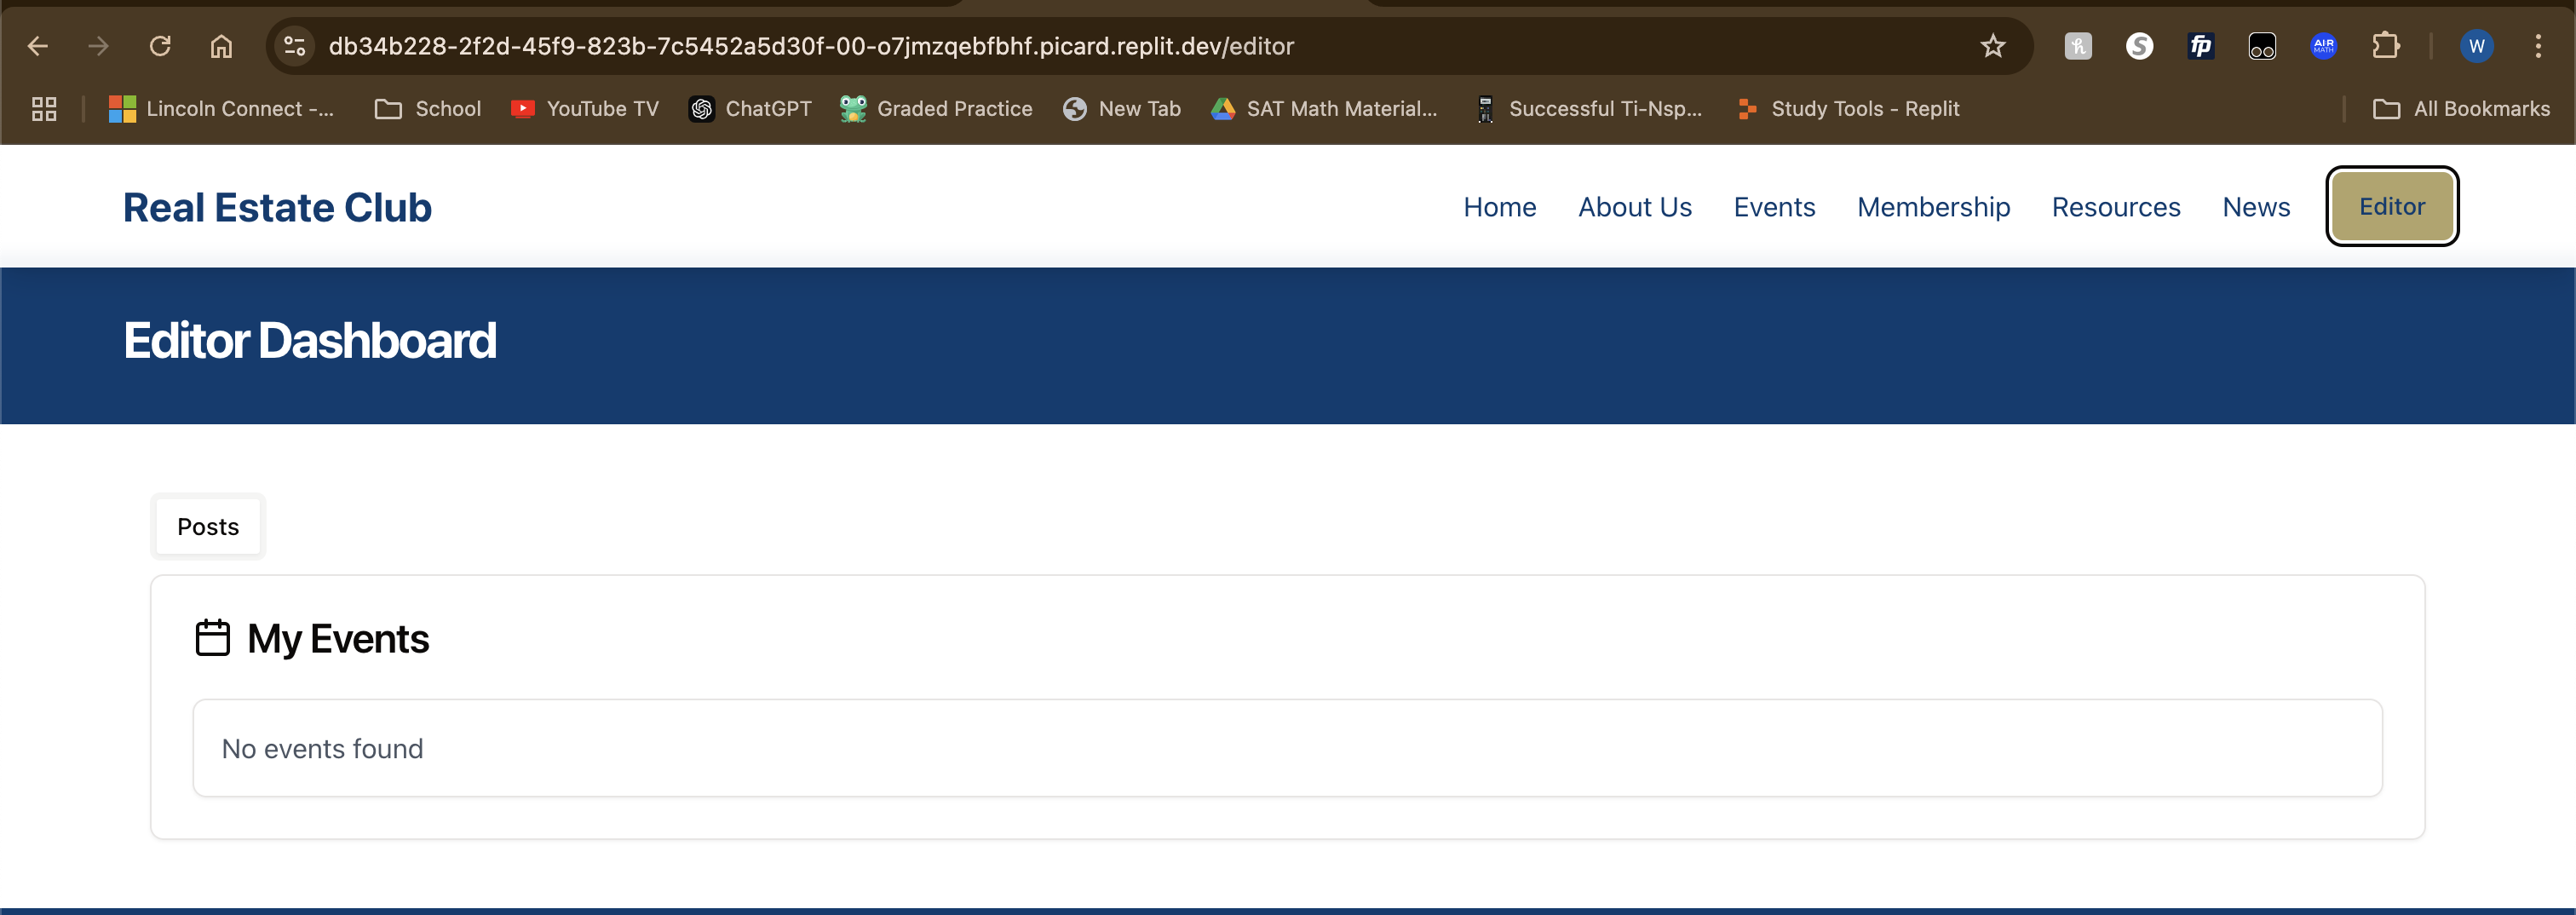 db34b228-2f2d-45f9-823b-7c5452a5d30f-00-o7jmzqebfbhf.picard.replit.dev/editor
W
Lincoln Connect -... School YouTube TV ChatGPT Graded Practice New Tab SAT Math Material... Successful Ti-Nsp... Study Tools - Replit All Bookmarks
Real Estate Club Home About Us Events Membership Resources News Editor
Editor Dashboard
Posts
My Events
No events found